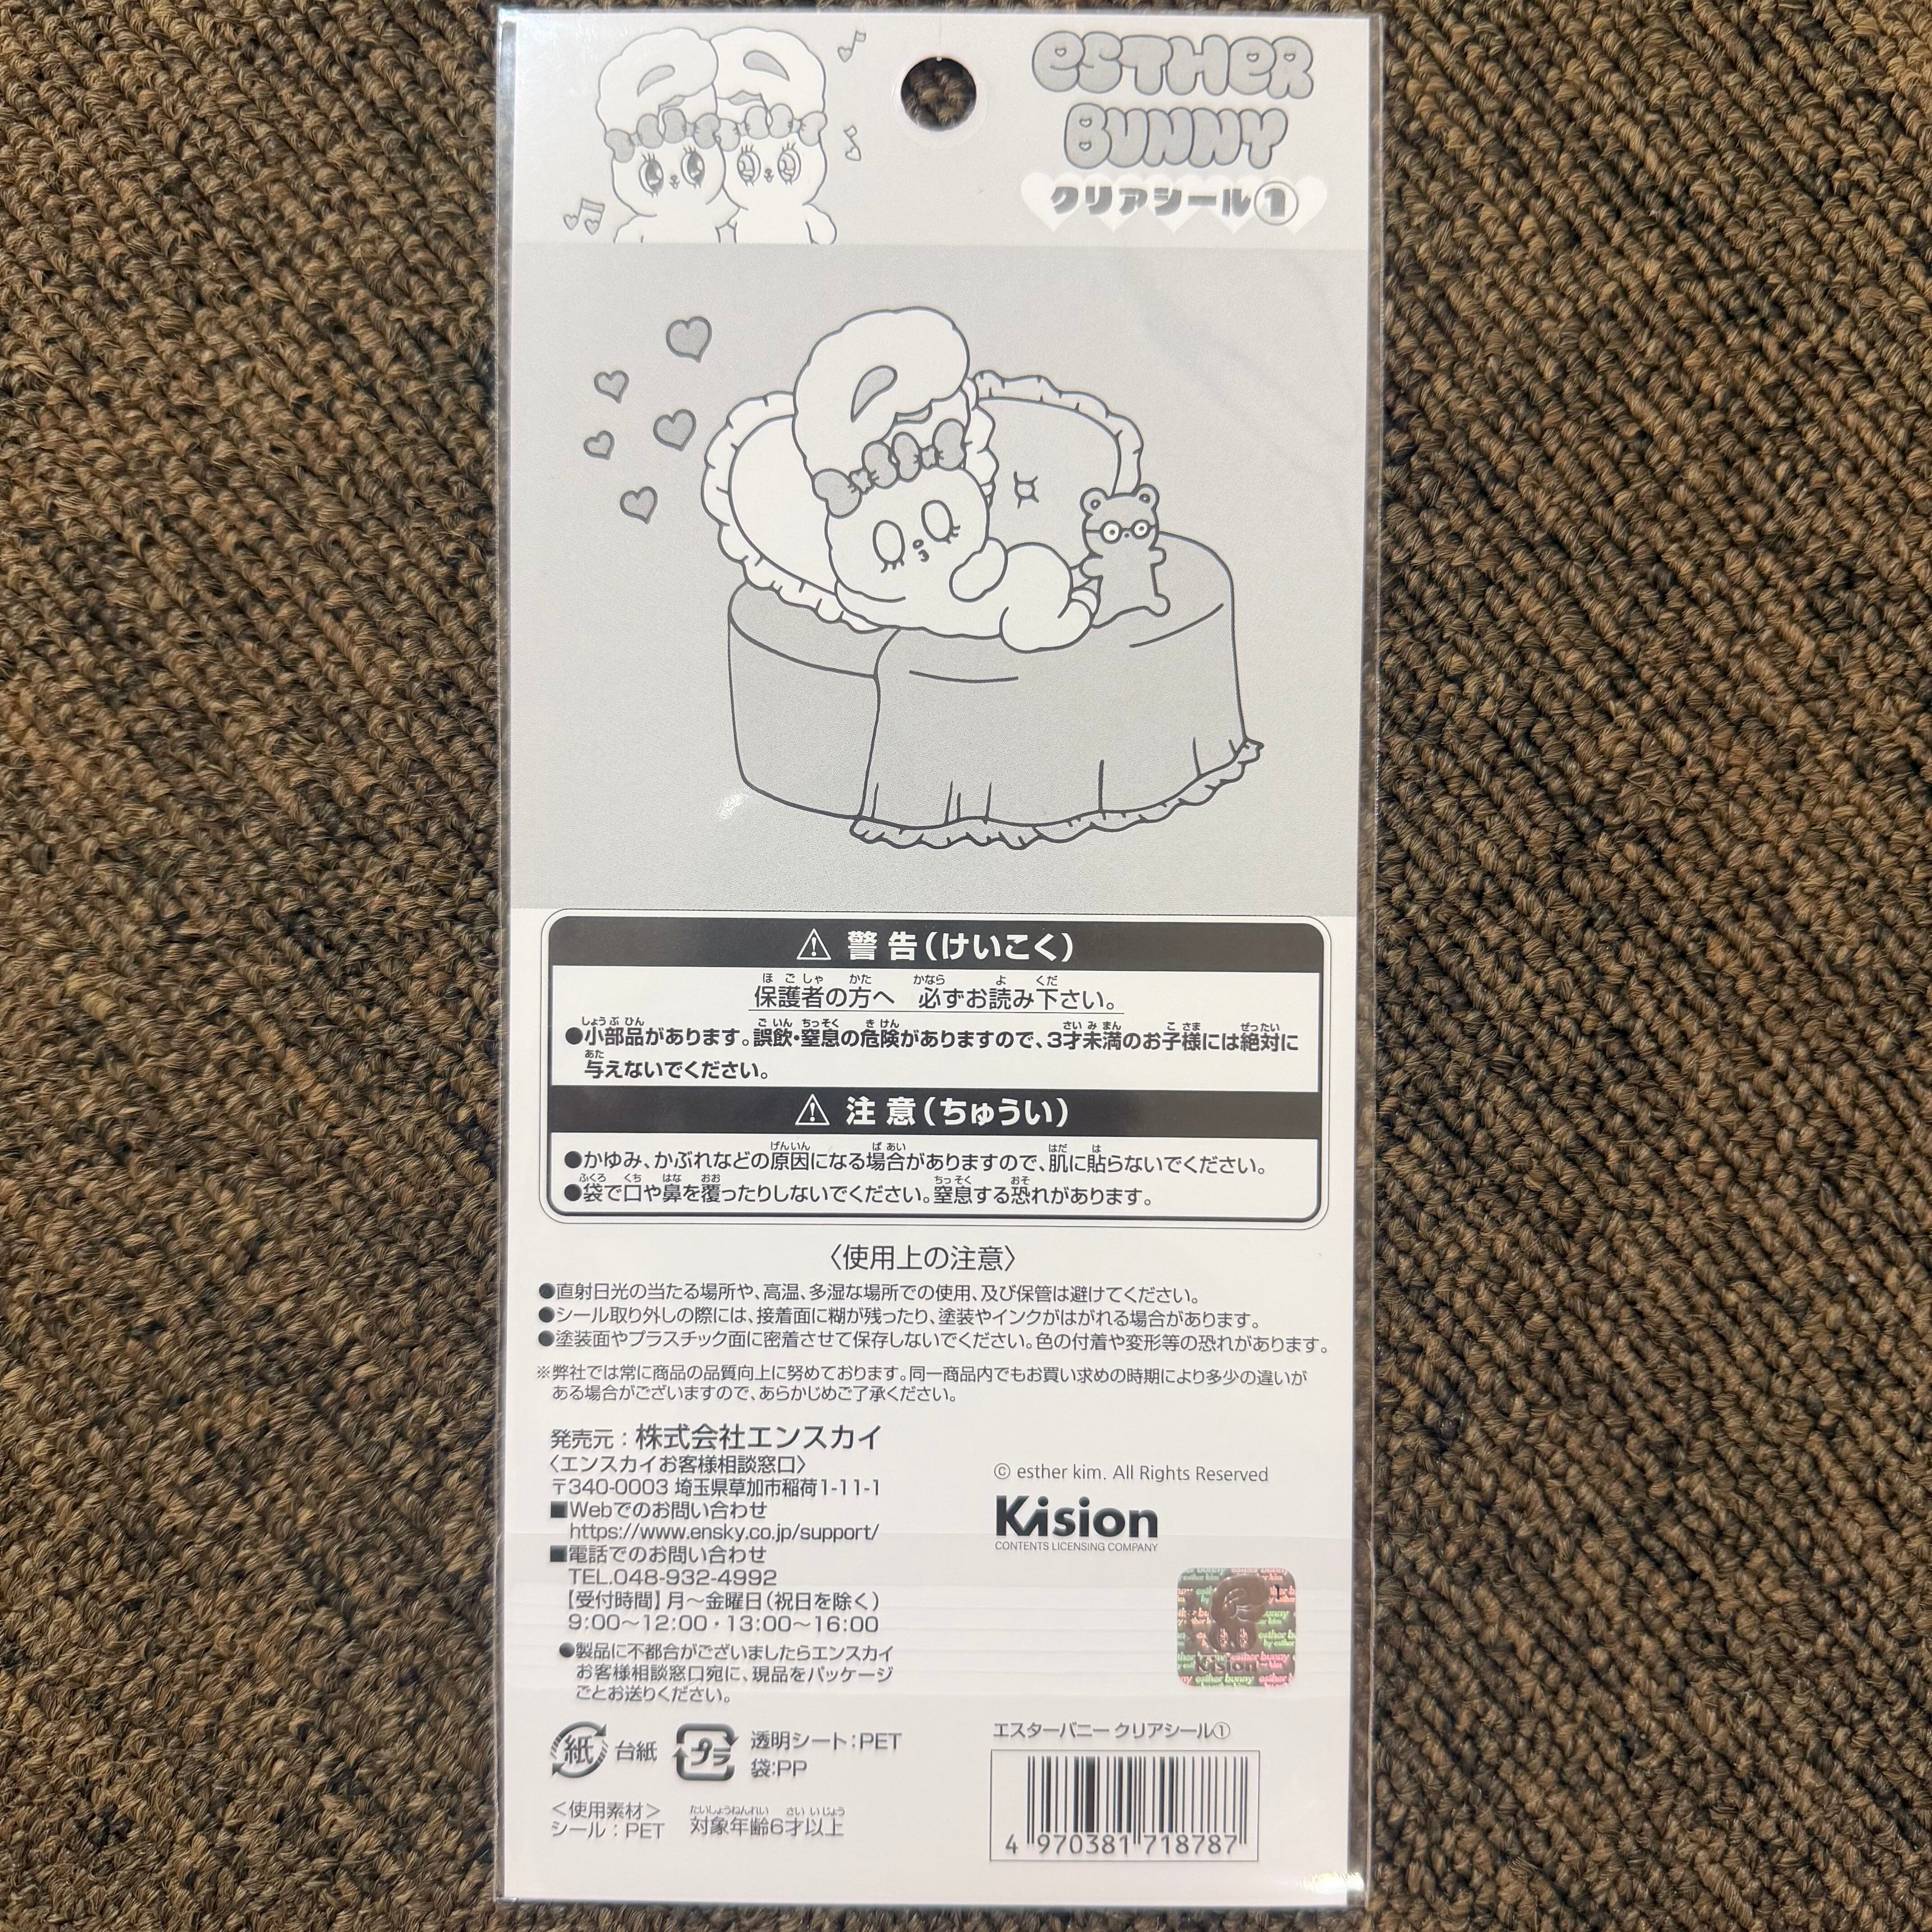 esTHeR
BUNNY
クリアシール①
⚠ 警告(けいこく)
保護者の方へ 必ずお読み下さい。
●小部品があります。誤飲・窒息の危険がありますので、3才未満のお子様には絶対に
与えないでください。
⚠ 注意(ちゅうい)
●かゆみ、かぶれなどの原因になる場合がありますので、肌に貼らないでください。
●袋で口や鼻を覆ったりしないでください。窒息する恐れがあります。
〈使用上の注意〉
●直射日光の当たる場所や、高温、多湿な場所での使用、及び保管は避けてください。
●シール取り外しの際には、接着面に糊が残ったり、塗装やインクがはがれる場合があります。
●塗装面やプラスチック面に密着させて保存しないでください。色の付着や変形等の恐れがあります。
※弊社では常に商品の品質向上に努めております。同一商品内でもお買い求めの時期により多少の違いが
ある場合がございますので、あらかじめご了承ください。
発売元:株式会社エンスカイ
〈エンスカイお客様相談窓口〉
〒340-0003 埼玉県草加市稲荷1-11-1
■Webでのお問い合わせ
https://www.ensky.co.jp/support/
■電話でのお問い合わせ
TEL.048-932-4992
【受付時間】月〜金曜日(祝日を除く)
9:00〜12:00・13:00〜16:00
●製品に不都合がございましたらエンスカイ
お客様相談窓口宛に、現品をパッケージ
ごとお送りください。
© esther kim. All Rights Reserved
Kision
CONTENTS LICENSING COMPANY
esther bunny
Kision
紙 台紙
プラ 透明シート:PET
袋:PP
<使用素材>
シール:PET
対象年齢6才以上
エスターバニー クリアシール①
4 970381 718787